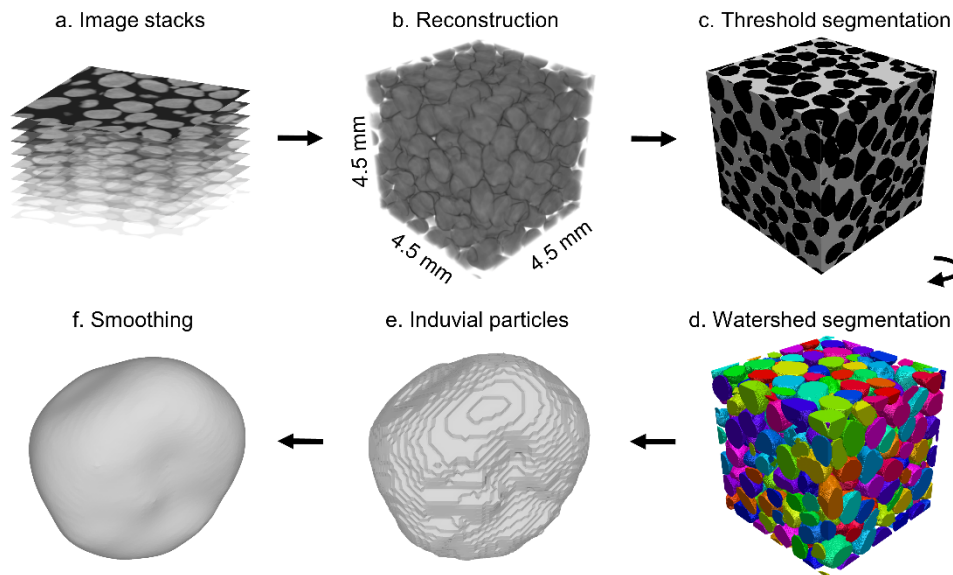 a. Image stacks
b. Reconstruction
c. Threshold segmentation
4.5 mm
4.5 mm
4.5 mm
f. Smoothing
e. Induvial particles
d. Watershed segmentation